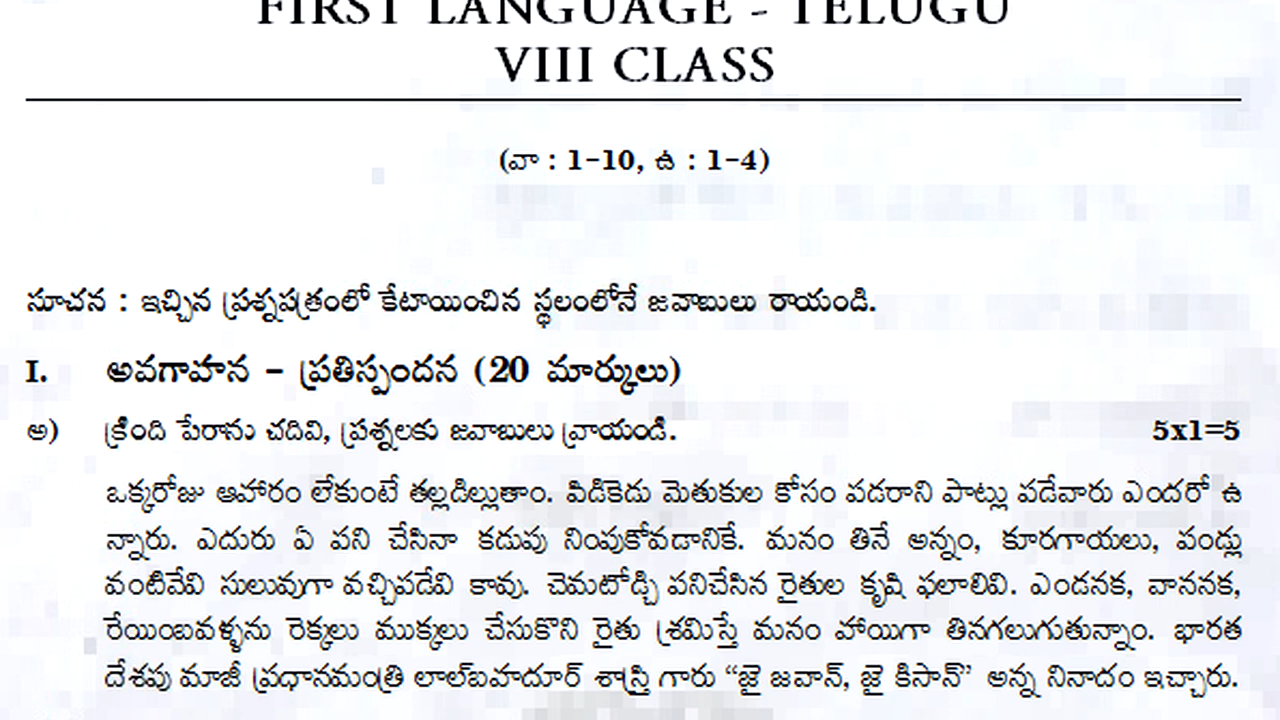 FIRST LANGUAGE - TELUGU
VIII CLASS
(వా : 1-10, ఉ : 1-4)
సూచన : ఇచ్చిన ప్రశ్నపత్రంలో కేటాయించిన స్థలంలోనే జవాబులు రాయండి.
I. అవగాహన - ప్రతిస్పందన (20 మార్కులు)
అ) క్రింది పేరాను చదివి, ప్రశ్నలకు జవాబులు వ్రాయండి. 5x1=5
ఒక్కరోజు ఆహారం లేకుంటే తల్లడిల్లుతాం. పిడికెడు మెతుకుల కోసం పడరాని పాట్లు పడేవారు ఎందరో ఉ
న్నారు. ఎదురు ఏ పని చేసినా కడుపు నింపుకోవడానికే. మనం తినే అన్నం, కూరగాయలు, పండ్లు
వంటివేవి సులువుగా వచ్చిపడేవి కావు. చెమటోడ్చి పనిచేసిన రైతుల కృషి ఫలాలివి. ఎండనక, వాననక,
రేయింబవళ్ళను రెక్కలు ముక్కలు చేసుకొని రైతు శ్రమిస్తే మనం హాయిగా తినగలుగుతున్నాం. భారత
దేశపు మాజీ ప్రధానమంత్రి లాల్‌బహదూర్ శాస్త్రి గారు “జై జవాన్, జై కిసాన్” అన్న నినాదం ఇచ్చారు.